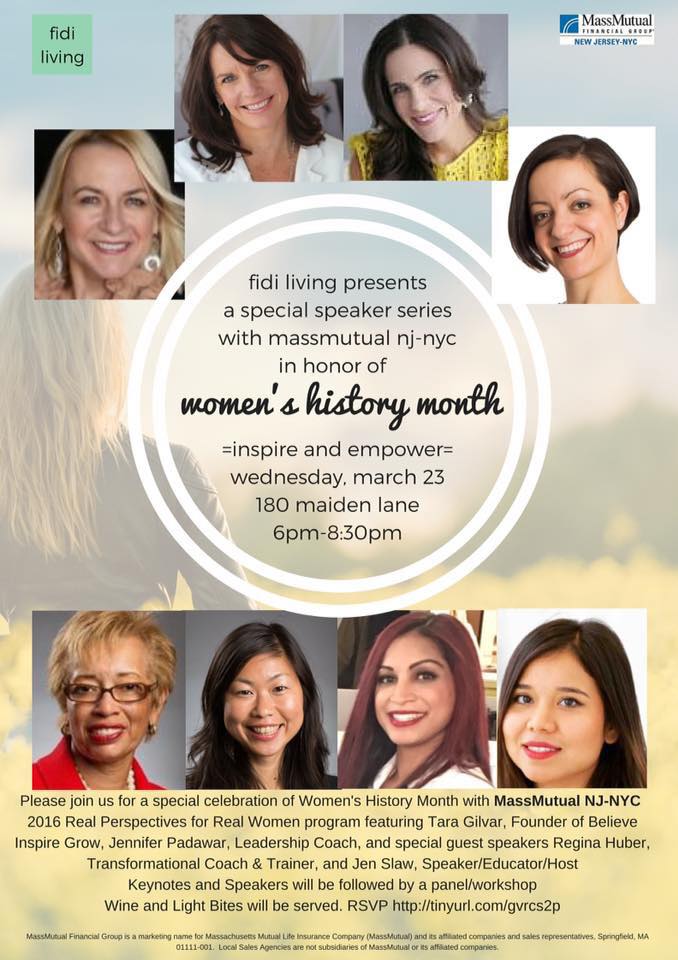 fidi
living
MassMutual
FINANCIAL GROUP
NEW JERSEY-NYC
fidi living presents
a special speaker series
with massmutual nj-nyc
in honor of
women's history month
=inspire and empower=
wednesday, march 23
180 maiden lane
6pm-8:30pm
Please join us for a special celebration of Women's History Month with MassMutual NJ-NYC
2016 Real Perspectives for Real Women program featuring Tara Gilvar, Founder of Believe
Inspire Grow, Jennifer Padawar, Leadership Coach, and special guest speakers Regina Huber,
Transformational Coach & Trainer, and Jen Slaw, Speaker/Educator/Host
Keynotes and Speakers will be followed by a panel/workshop
Wine and Light Bites will be served. RSVP http://tinyurl.com/gvrcs2p
MassMutual Financial Group is a marketing name for Massachusetts Mutual Life Insurance Company (MassMutual) and its affiliated companies and sales representatives, Springfield, MA
01111-001. Local Sales Agencies are not subsidiaries of MassMutual or its affiliated companies.